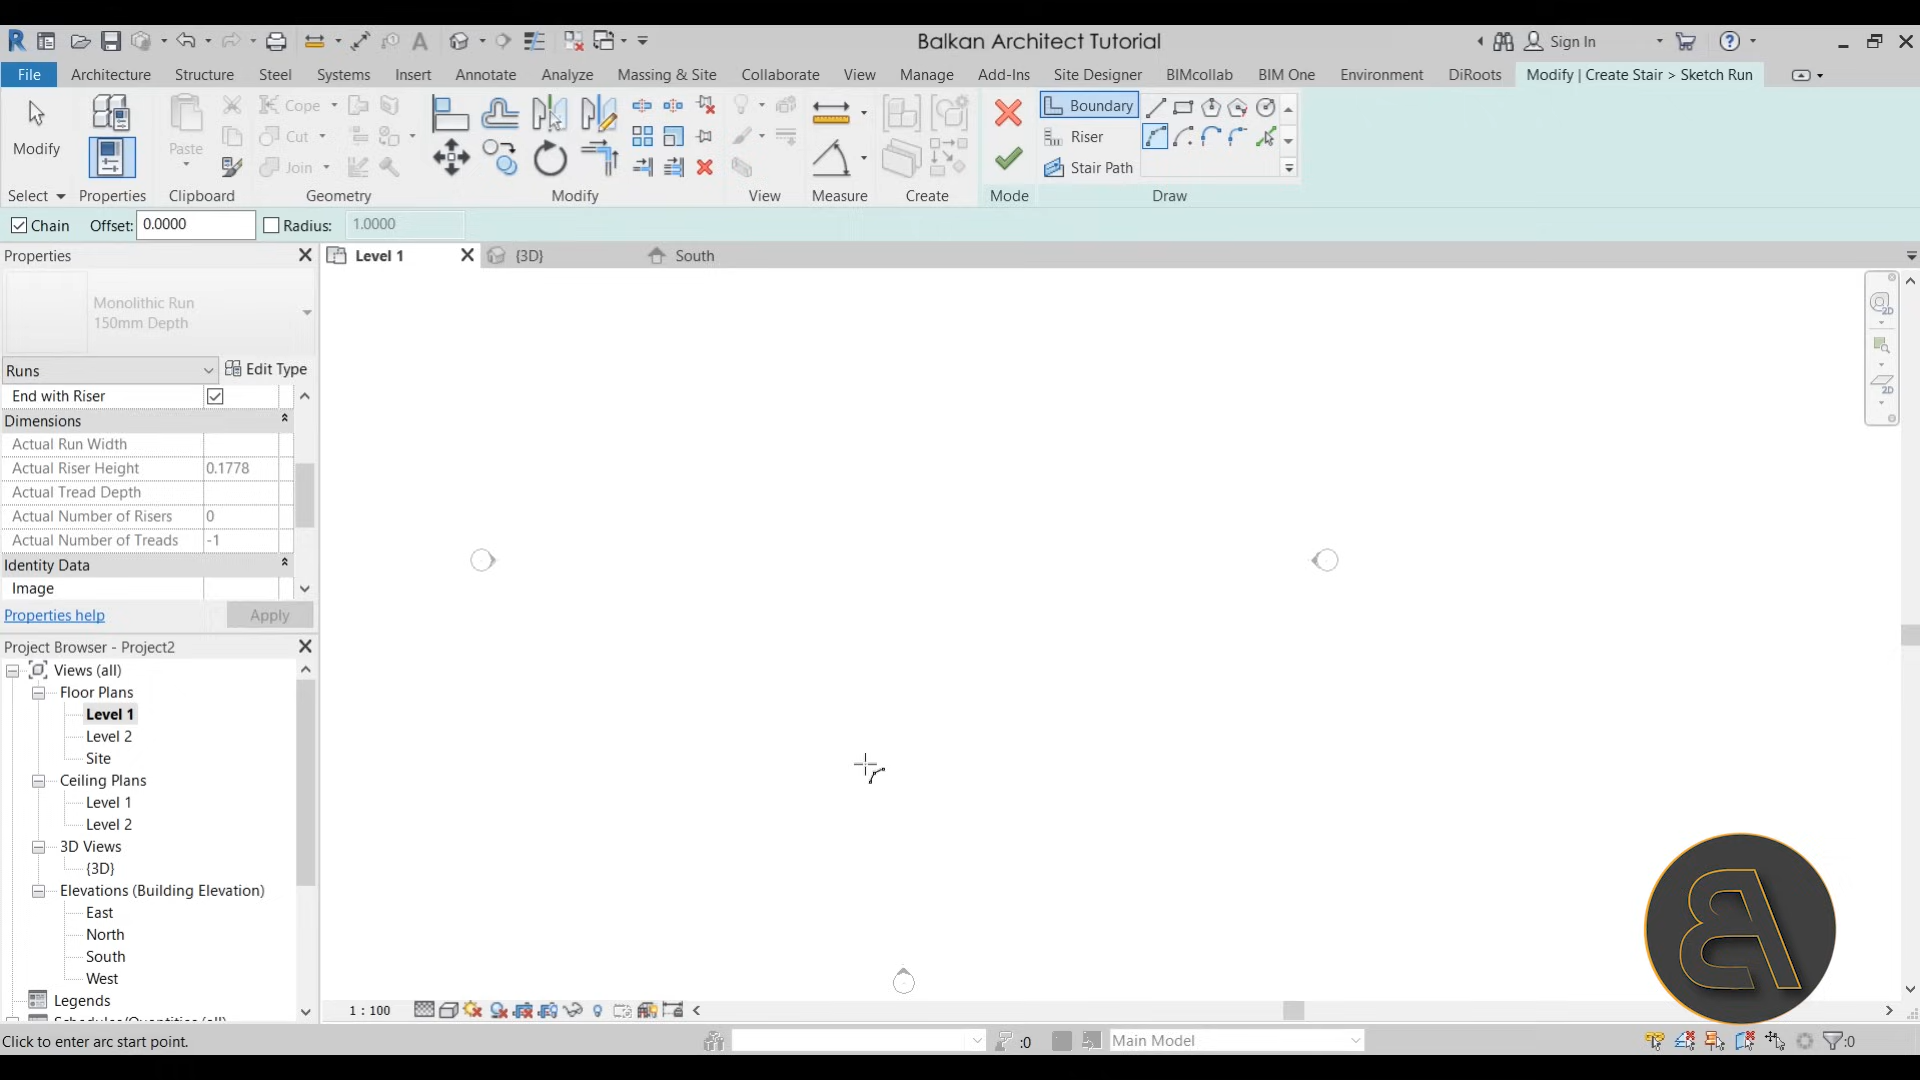 Balkan Architect Tutorial
Sign In
File Architecture Structure Steel Systems Insert Annotate Analyze Massing & Site Collaborate View Manage Add-Ins Site Designer BIMcollab BIM One Environment DiRoots Modify | Create Stair > Sketch Run
Modify
Paste
Cope
Cut
Join
Boundary
Riser
Stair Path
Select Properties Clipboard Geometry Modify View Measure Create Mode Draw
Chain Offset: 0.0000 Radius: 1.0000
Properties
Level 1 {3D} South
Monolithic Run
150mm Depth
Runs Edit Type
End with Riser
Dimensions
Actual Run Width
Actual Riser Height 0.1778
Actual Tread Depth
Actual Number of Risers 0
Actual Number of Treads -1
Identity Data
Image
Properties help Apply
Project Browser - Project2
Views (all)
Floor Plans
Level 1
Level 2
Site
Ceiling Plans
Level 1
Level 2
3D Views
{3D}
Elevations (Building Elevation)
East
North
South
West
Legends
Schedules/Quantities (all)
2D
2D
1 : 100
Click to enter arc start point.
:0
Main Model
:0